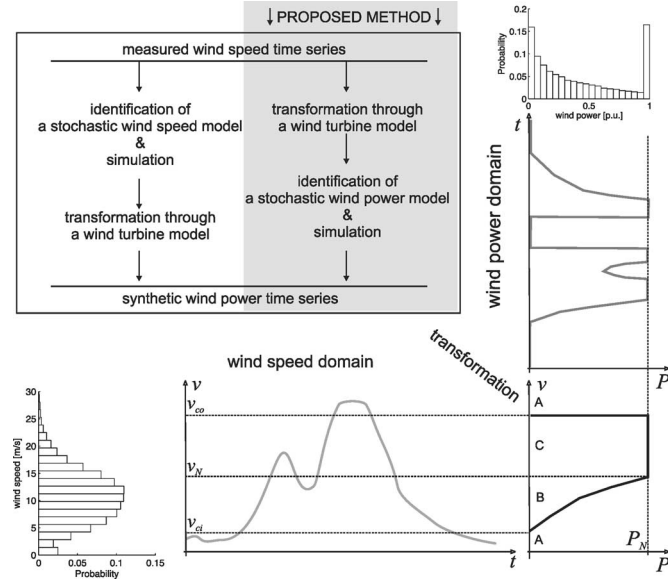 ↓ PROPOSED METHOD ↓
measured wind speed time series
identification of
a stochastic wind speed model
&
simulation
transformation through
a wind turbine model
transformation through
a wind turbine model
identification of
a stochastic wind power model
&
simulation
synthetic wind power time series
Probability
0.2
0.15
0.1
0.05
0
0
0.5
1
wind power [p.u.]
t
wind power domain
P
transformation
wind speed domain
wind speed [m/s]
30
25
20
15
10
5
0
0
0.05
0.1
0.15
Probability
v
v_co
v_N
v_ci
t
v
A
C
B
A
P_N
P